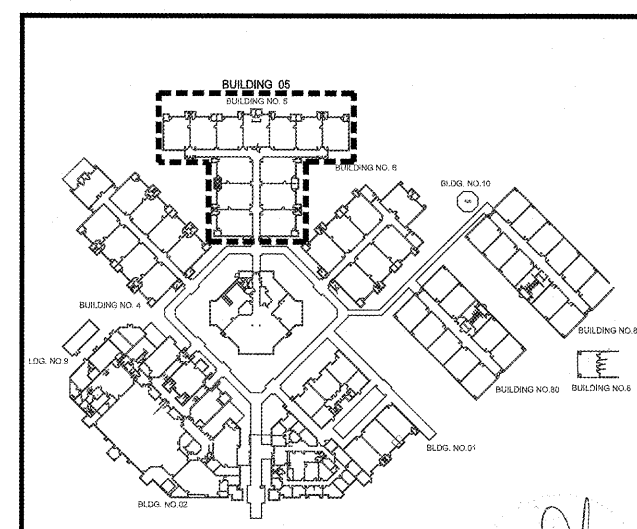 BUILDING 05
BUILDING NO. 5
BUILDING NO. 6
BLDG. NO.10
BUILDING NO. 4
BUILDING NO.8
LDG. NO.9
BUILDING NO.80
BUILDING NO.6
BLDG. NO.01
BLDG. NO.02